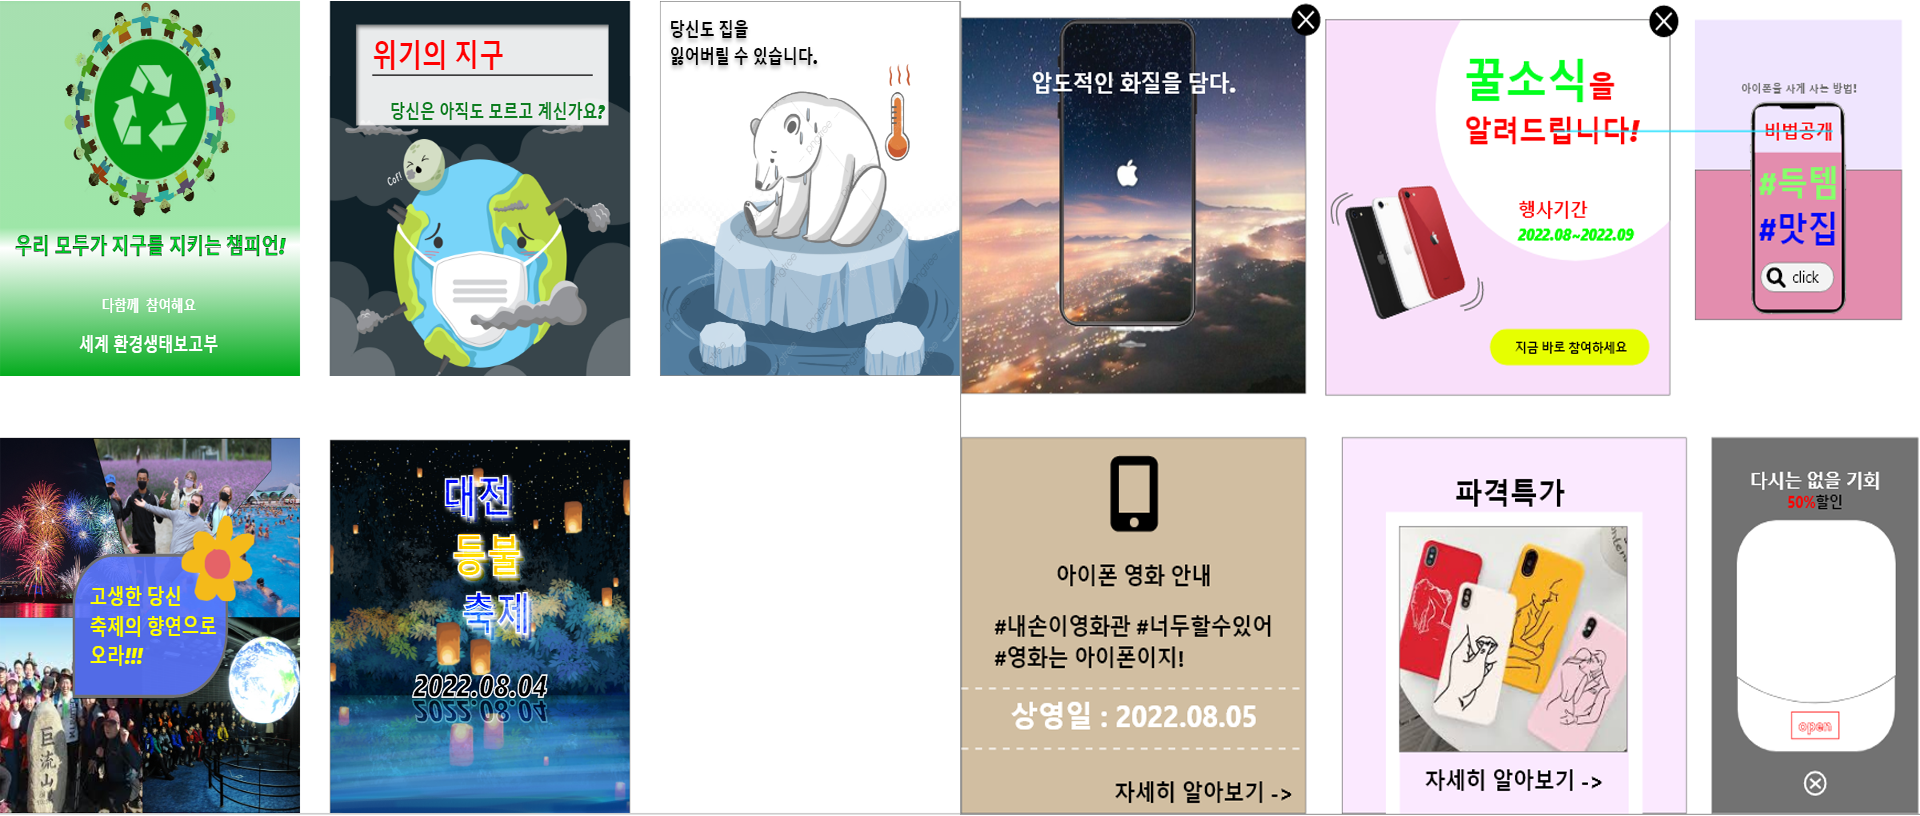 우리 모두가 지구를 지키는 챔피언!
다함께 참여해요
세계 환경생태보고부
위기의 지구
당신은 아직도 모르고 계신가요?
Cof!
당신도 집을
잃어버릴 수 있습니다.
압도적인 화질을 담다.
꿀소식을
알려드립니다!
행사기간
2022.08~2022.09
지금 바로 참여하세요
아이폰을 사게 사는 방법!
비법공개
#득템
#맛집
click
고생한 당신
축제의 향연으로
오라!!!
巨
流
山
대전
등불
축제
2022.08.04
2022.08.04
아이폰 영화 안내
#내손이영화관 #너두할수있어
#영화는 아이폰이지!
상영일 : 2022.08.05
자세히 알아보기 ->
파격특가
자세히 알아보기 ->
다시는 없을 기회
50%할인
open